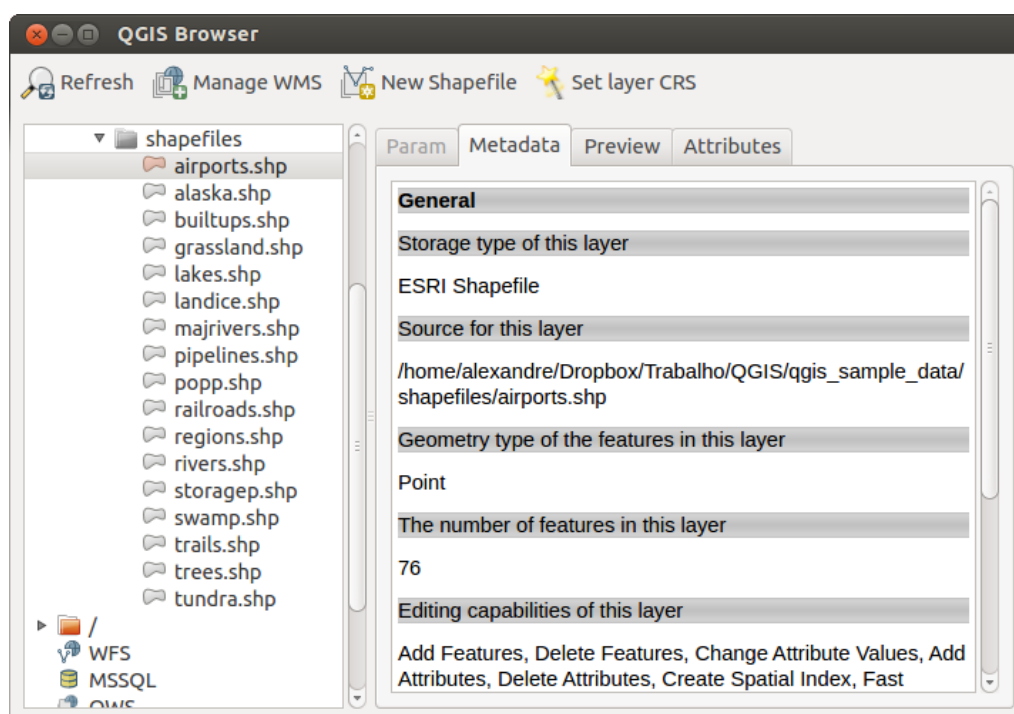 QGIS Browser
Refresh Manage WMS New Shapefile Set layer CRS
shapefiles
airports.shp
alaska.shp
builtups.shp
grassland.shp
lakes.shp
landice.shp
majrivers.shp
pipelines.shp
popp.shp
railroads.shp
regions.shp
rivers.shp
storagep.shp
swamp.shp
trails.shp
trees.shp
tundra.shp
/
WFS
MSSQL
OWS
Param Metadata Preview Attributes
General
Storage type of this layer
ESRI Shapefile
Source for this layer
/home/alexandre/Dropbox/Trabalho/QGIS/qgis_sample_data/
shapefiles/airports.shp
Geometry type of the features in this layer
Point
The number of features in this layer
76
Editing capabilities of this layer
Add Features, Delete Features, Change Attribute Values, Add
Attributes, Delete Attributes, Create Spatial Index, Fast